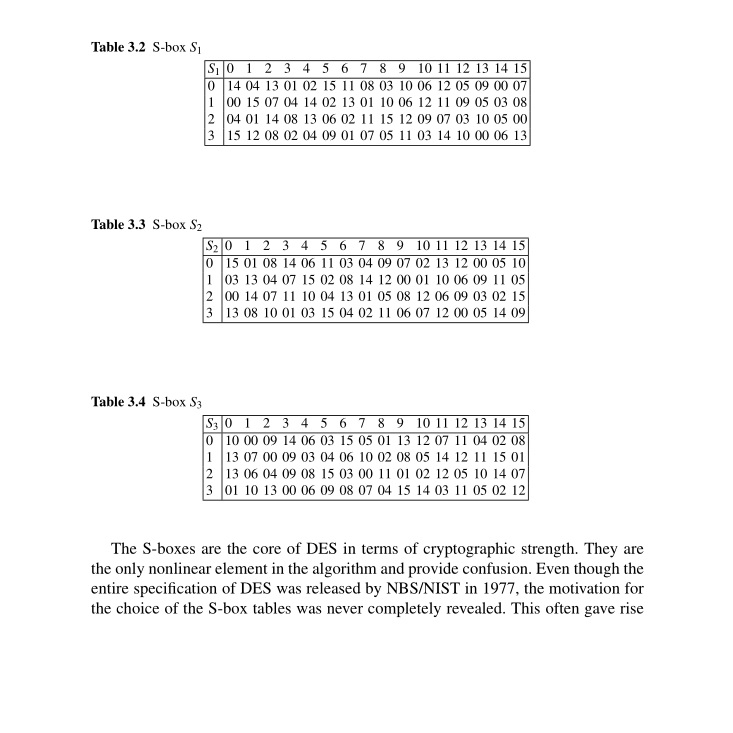 Table 3.2 S-box S1
S1 0 1 2 3 4 5 6 7 8 9 10 11 12 13 14 15
0 14 04 13 01 02 15 11 08 03 10 06 12 05 09 00 07
1 00 15 07 04 14 02 13 01 10 06 12 11 09 05 03 08
2 04 01 14 08 13 06 02 11 15 12 09 07 03 10 05 00
3 15 12 08 02 04 09 01 07 05 11 03 14 10 00 06 13
Table 3.3 S-box S2
S2 0 1 2 3 4 5 6 7 8 9 10 11 12 13 14 15
0 15 01 08 14 06 11 03 04 09 07 02 13 12 00 05 10
1 03 13 04 07 15 02 08 14 12 00 01 10 06 09 11 05
2 00 14 07 11 10 04 13 01 05 08 12 06 09 03 02 15
3 13 08 10 01 03 15 04 02 11 06 07 12 00 05 14 09
Table 3.4 S-box S3
S3 0 1 2 3 4 5 6 7 8 9 10 11 12 13 14 15
0 10 00 09 14 06 03 15 05 01 13 12 07 11 04 02 08
1 13 07 00 09 03 04 06 10 02 08 05 14 12 11 15 01
2 13 06 04 09 08 15 03 00 11 01 02 12 05 10 14 07
3 01 10 13 00 06 09 08 07 04 15 14 03 11 05 02 12
The S-boxes are the core of DES in terms of cryptographic strength. They are
the only nonlinear element in the algorithm and provide confusion. Even though the
entire specification of DES was released by NBS/NIST in 1977, the motivation for
the choice of the S-box tables was never completely revealed. This often gave rise